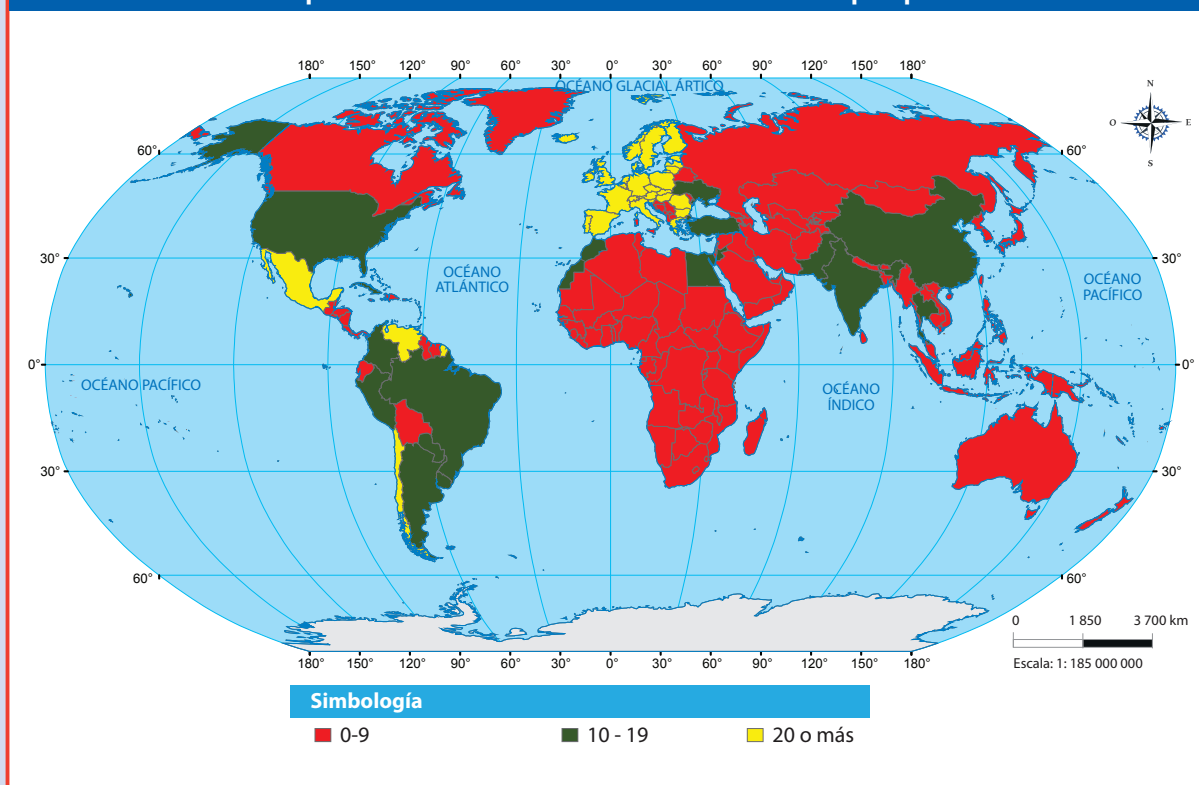 180° 150° 120° 90° 60° 30° 0° 30° 60° 90° 120° 150° 180°
OCÉANO GLACIAL ÁRTICO
N
O E
S
60° 60°
30° 30°
OCÉANO
ATLÁNTICO
OCÉANO
PACÍFICO
0° 0°
OCÉANO PACÍFICO
OCÉANO
ÍNDICO
30° 30°
60° 60°
0 1 850 3 700 km
Escala: 1: 185 000 000
180° 150° 120° 90° 60° 30° 0° 30° 60° 90° 120° 150° 180°
Simbología
0-9 10 - 19 20 o más